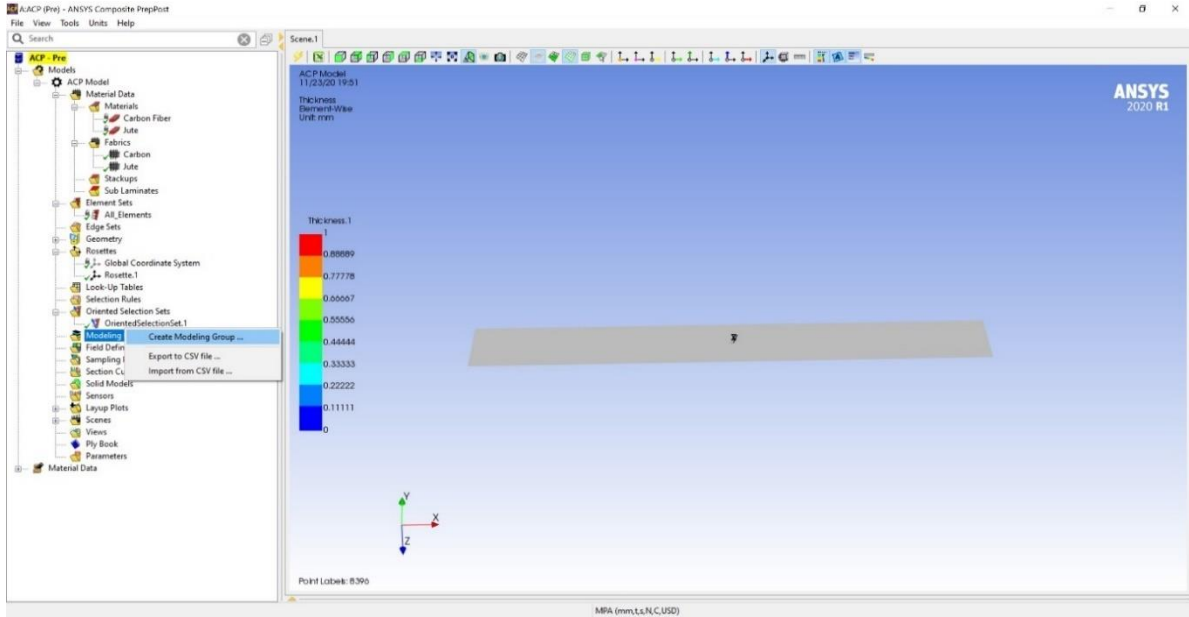 A:ACP (Pre) - ANSYS Composite PrepPost
File View Tools Units Help
Search
ACP - Pre
Models
ACP Model
Material Data
Materials
Carbon Fiber
Jute
Fabrics
Carbon
Jute
Stackups
Sub Laminates
Element Sets
All_Elements
Edge Sets
Geometry
Rosettes
Global Coordinate System
Rosette.1
Look-Up Tables
Selection Rules
Oriented Selection Sets
OrientedSelectionSet.1
Modeling
Field Defin
Sampling
Section Cu
Solid Models
Sensors
Layup Plots
Scenes
Views
Ply Book
Parameters
Material Data
Create Modeling Group ...
Export to CSV file ...
Import from CSV file ...
Scene.1
ACP Model
11/23/20 19:51
Thickness
Element-Wise
Unit: mm
ANSYS
2020 R1
Thickness.1
1
0.88889
0.77778
0.66667
0.55556
0.44444
0.33333
0.22222
0.11111
0
Y
X
Z
Point Labels: 8396
MPA (mm,t,s,N,C,USD)